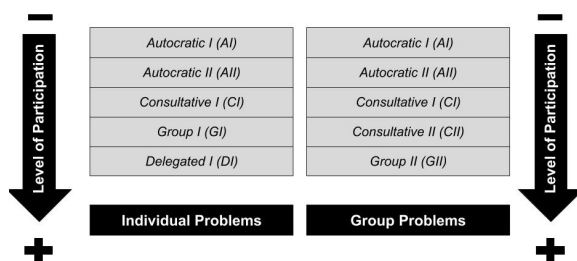 −
−
Level of Participation
Autocratic I (AI)
Autocratic II (AII)
Consultative I (CI)
Group I (GI)
Delegated I (DI)
Individual Problems
Autocratic I (AI)
Autocratic II (AII)
Consultative I (CI)
Consultative II (CII)
Group II (GII)
Group Problems
Level of Participation
+
+